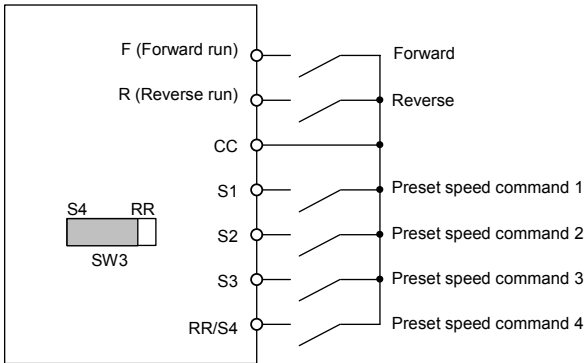 F (Forward run)
Forward
R (Reverse run)
Reverse
CC
S1
Preset speed command 1
S4 RR
SW3
S2
Preset speed command 2
S3
Preset speed command 3
RR/S4
Preset speed command 4